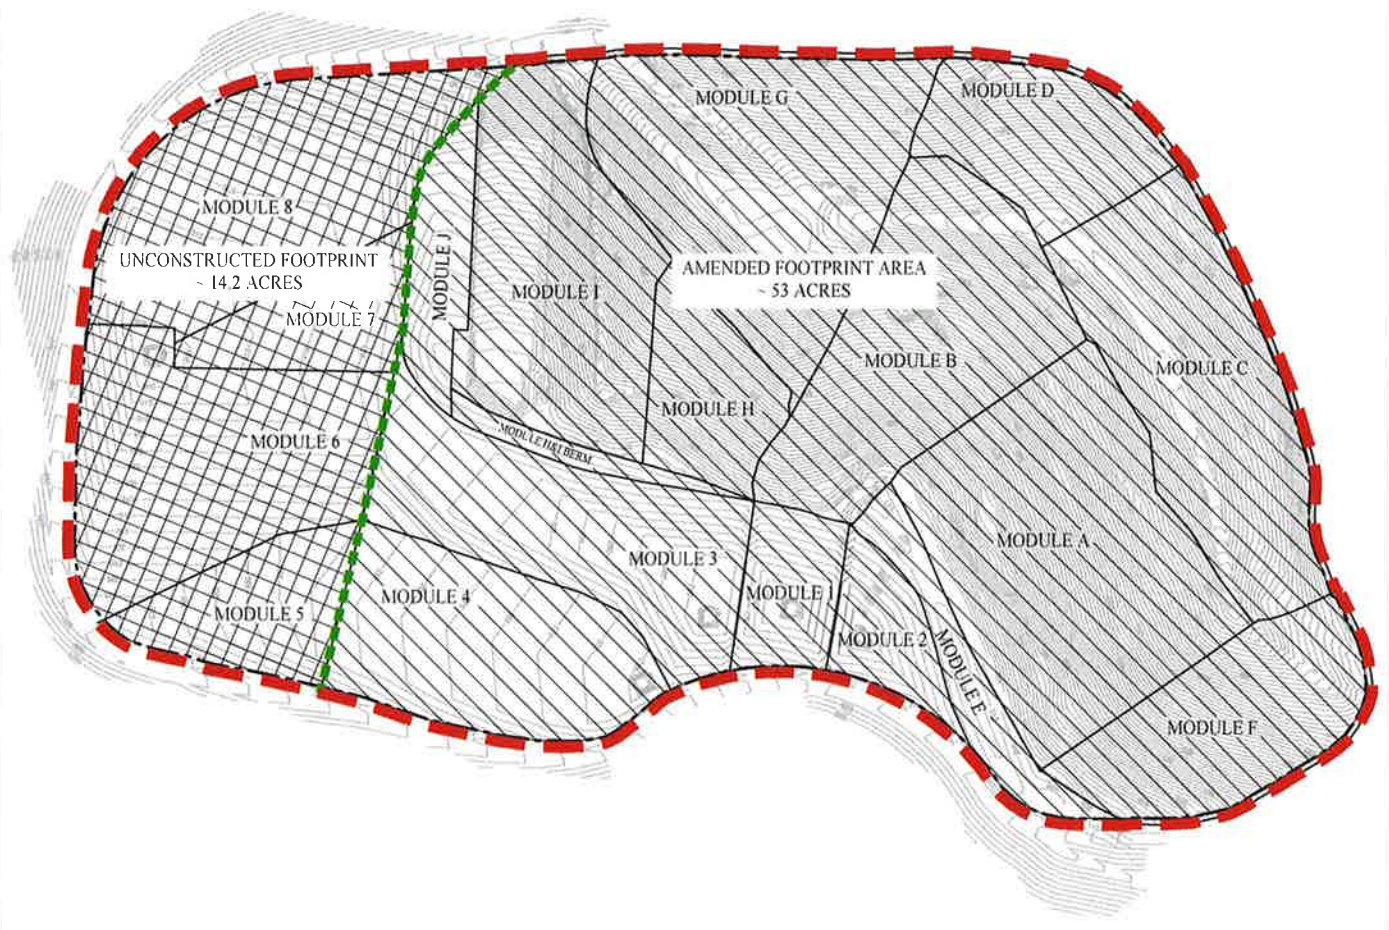 MODULE G
MODULE D
MODULE 8
MODULE J
UNCONSTRUCTED FOOTPRINT
~ 14.2 ACRES
AMENDED FOOTPRINT AREA
~ 53 ACRES
MODULE I
MODULE 7
MODULE B
MODULE C
MODULE H
MODULE H&I BERM
MODULE 6
MODULE A
MODULE 3
MODULE 4
MODULE 1
MODULE 5
MODULE 2
MODULE E
MODULE F